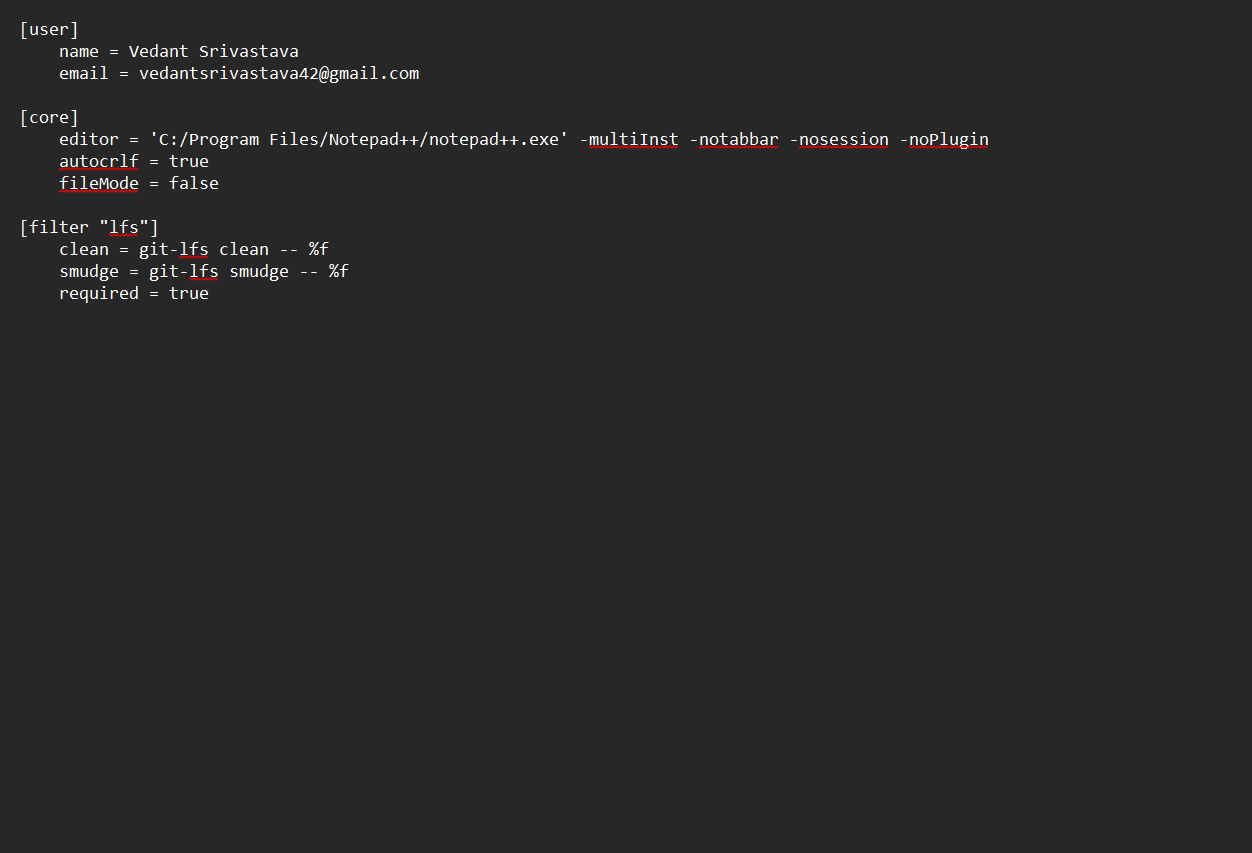 [user]
    name = Vedant Srivastava
    email = vedantsrivastava42@gmail.com

[core]
    editor = 'C:/Program Files/Notepad++/notepad++.exe' -multiInst -notabbar -nosession -noPlugin
    autocrlf = true
    fileMode = false

[filter "lfs"]
    clean = git-lfs clean -- %f
    smudge = git-lfs smudge -- %f
    required = true